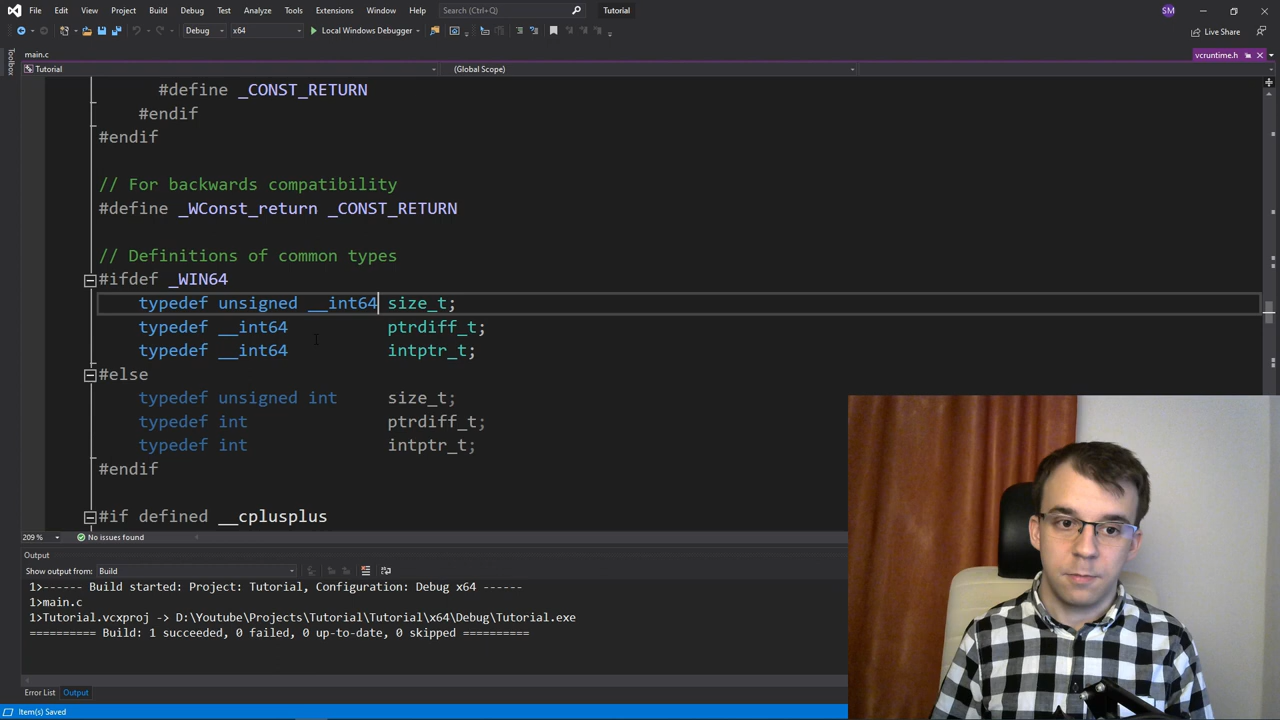 File Edit View Project Build Debug Test Analyze Tools Extensions Window Help Search (Ctrl+Q) Tutorial SM
Debug x64 Local Windows Debugger Live Share
Toolbox
main.c vcruntime.h
Tutorial (Global Scope)
#define _CONST_RETURN
#endif
#endif
// For backwards compatibility
#define _WConst_return _CONST_RETURN
// Definitions of common types
#ifdef _WIN64
typedef unsigned __int64 size_t;
typedef __int64 ptrdiff_t;
typedef __int64 intptr_t;
#else
typedef unsigned int size_t;
typedef int ptrdiff_t;
typedef int intptr_t;
#endif
#if defined __cplusplus
209 % No issues found
Output
Show output from: Build
1>------ Build started: Project: Tutorial, Configuration: Debug x64 ------
1>main.c
1>Tutorial.vcxproj -> D:\Youtube\Projects\Tutorial\Tutorial\x64\Debug\Tutorial.exe
========== Build: 1 succeeded, 0 failed, 0 up-to-date, 0 skipped ==========
Error List Output
Item(s) Saved